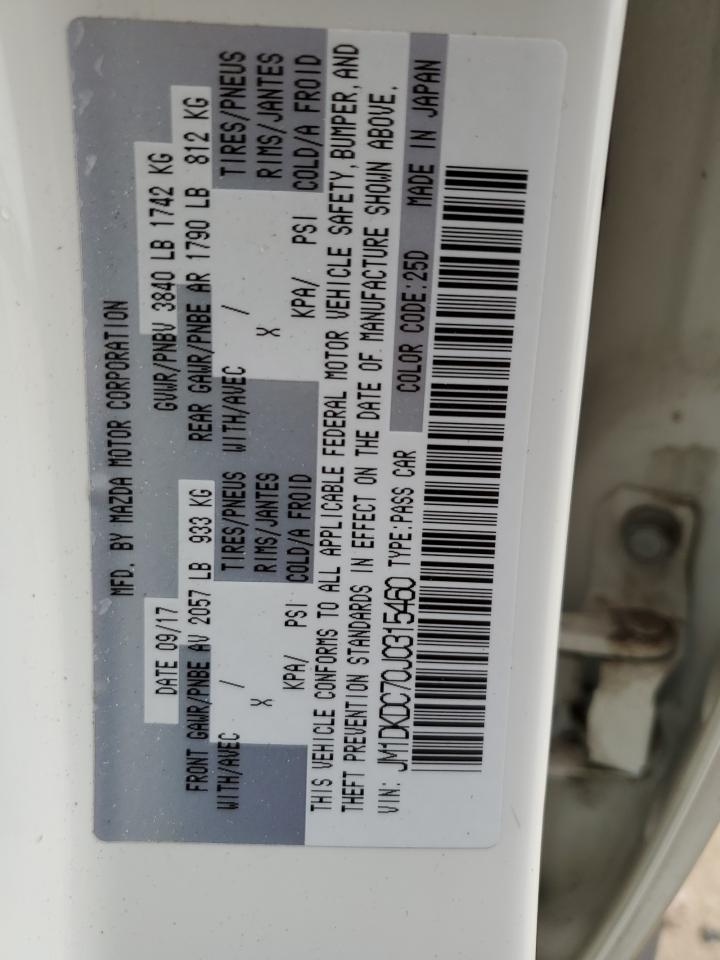 MFD. BY MAZDA MOTOR CORPORATION
DATE 09/17 GVWR/PNBV 3840 LB 1742 KG
FRONT GAWR/PNBE AV 2057 LB 933 KG REAR GAWR/PNBE AR 1790 LB 812 KG
WITH/AVEC / TIRES/PNEUS WITH/AVEC / TIRES/PNEUS
X RIMS/JANTES X RIMS/JANTES
KPA/ PSI COLD/A FROID KPA/ PSI COLD/A FROID
THIS VEHICLE CONFORMS TO ALL APPLICABLE FEDERAL MOTOR VEHICLE SAFETY, BUMPER, AND
THEFT PREVENTION STANDARDS IN EFFECT ON THE DATE OF MANUFACTURE SHOWN ABOVE.
VIN: JM1DKDC70J0315460 TYPE:PASS CAR COLOR CODE:25D MADE IN JAPAN